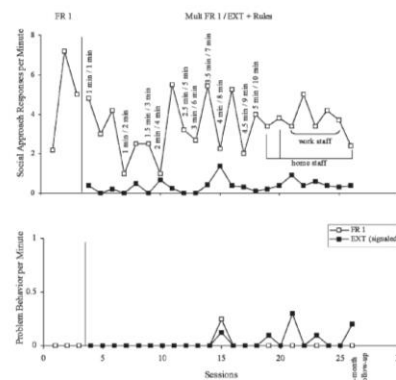 FR 1
Mult FR 1 / EXT + Rules
Social Approach Responses per Minute
8
6
4
2
0
1 min / 1 min
1 min / 2 min
1.5 min / 3 min
2 min / 4 min
2.5 min / 5 min
3 min / 6 min
3.5 min / 7 min
4 min / 8 min
4.5 min / 9 min
5 min / 10 min
work staff
home staff
Problem Behavior per Minute
1
0.5
0
FR 1
EXT (signaled)
0
5
10
15
20
25
30
Sessions
-month
follow-up